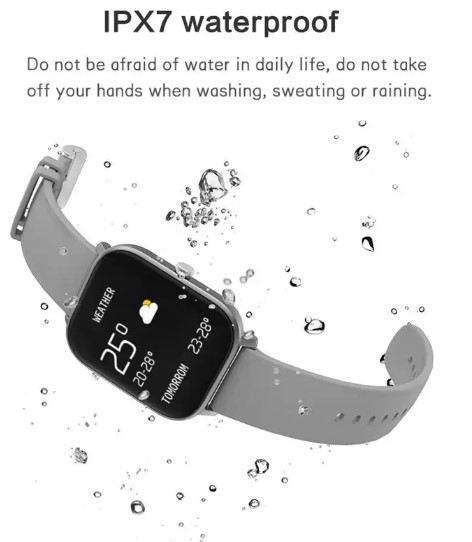 IPX7 waterproof
Do not be afraid of water in daily life, do not take
off your hands when washing, sweating or raining.
WEATHER
25°
20-28°
TOMORROM
23-28°